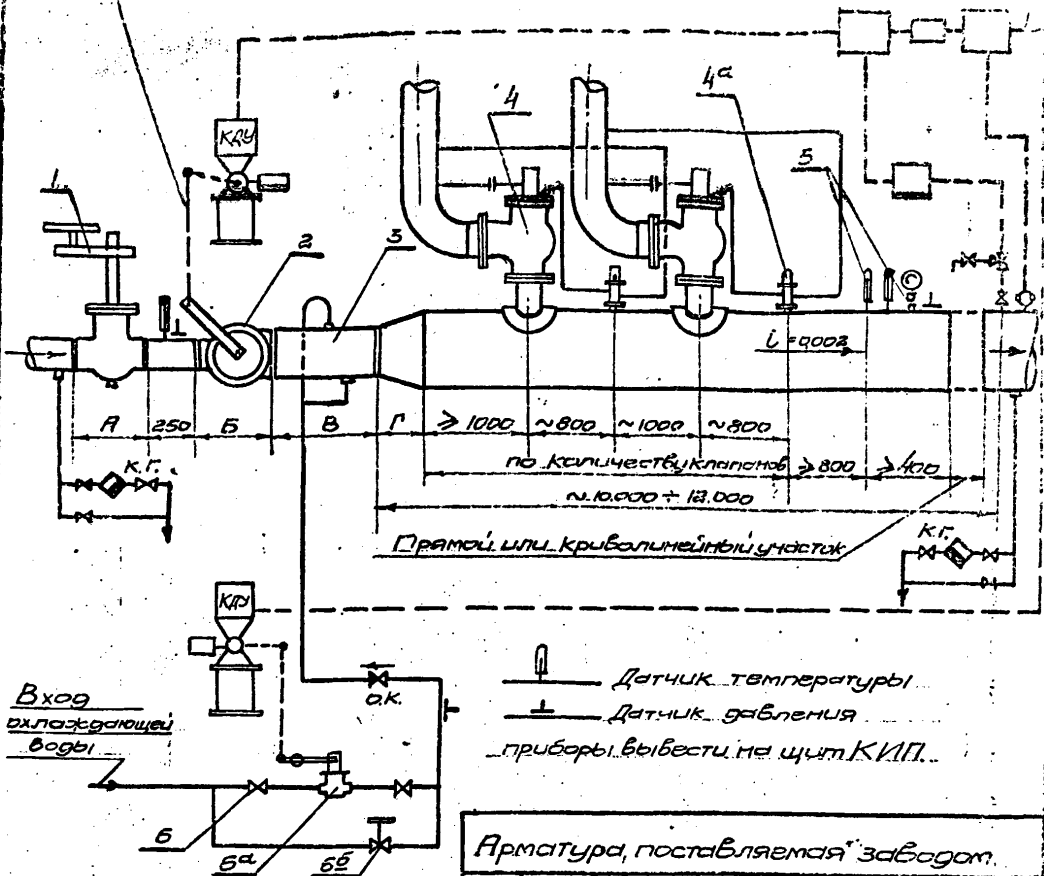 4
4а
КДУ
5
1.
2
3
i = 0,002
А
250
Б
В
Г
≥ 1000
~800
~1000
~800
по количеству клапанов
≥ 800
≥ 400
К.Г.
~ 10.000 ÷ 12.000
Прямой или криволинейный участок
К.Г.
КДУ
Датчик температуры
О.К.
Датчик давления
Вход
охлаждающей
воды
приборы вывести на щит КИП.
6
6а
6б
Арматура, поставляемая заводом.